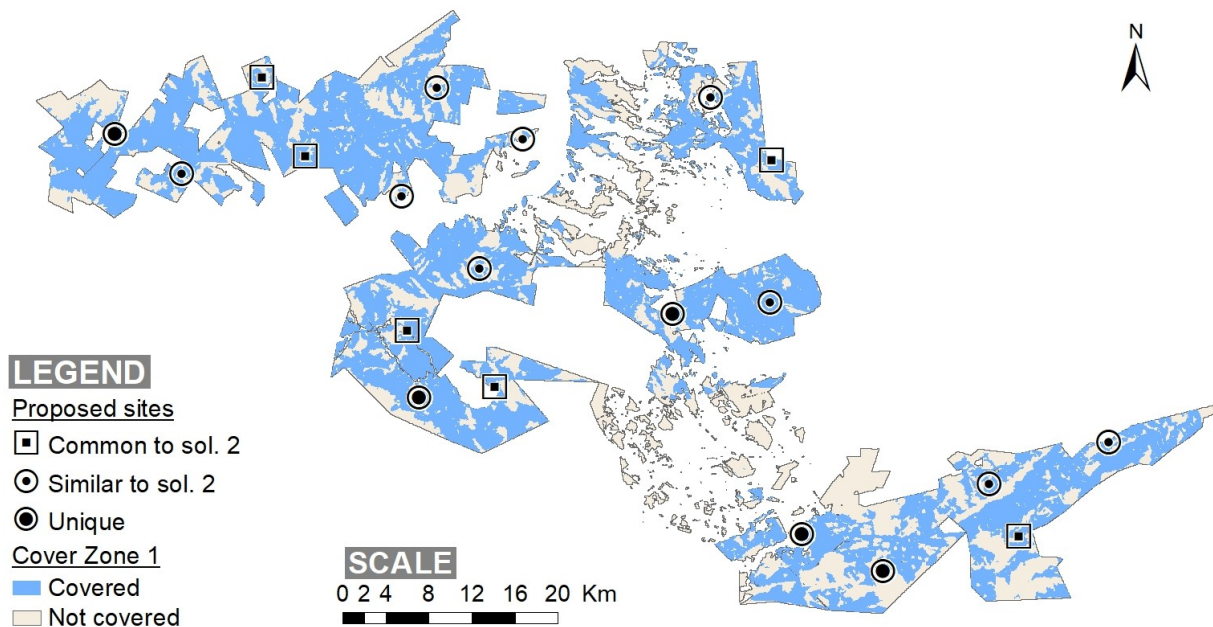 N
LEGEND
Proposed sites
Common to sol. 2
Similar to sol. 2
Unique
Cover Zone 1
Covered
Not covered
SCALE
0 2 4 8 12 16 20 Km